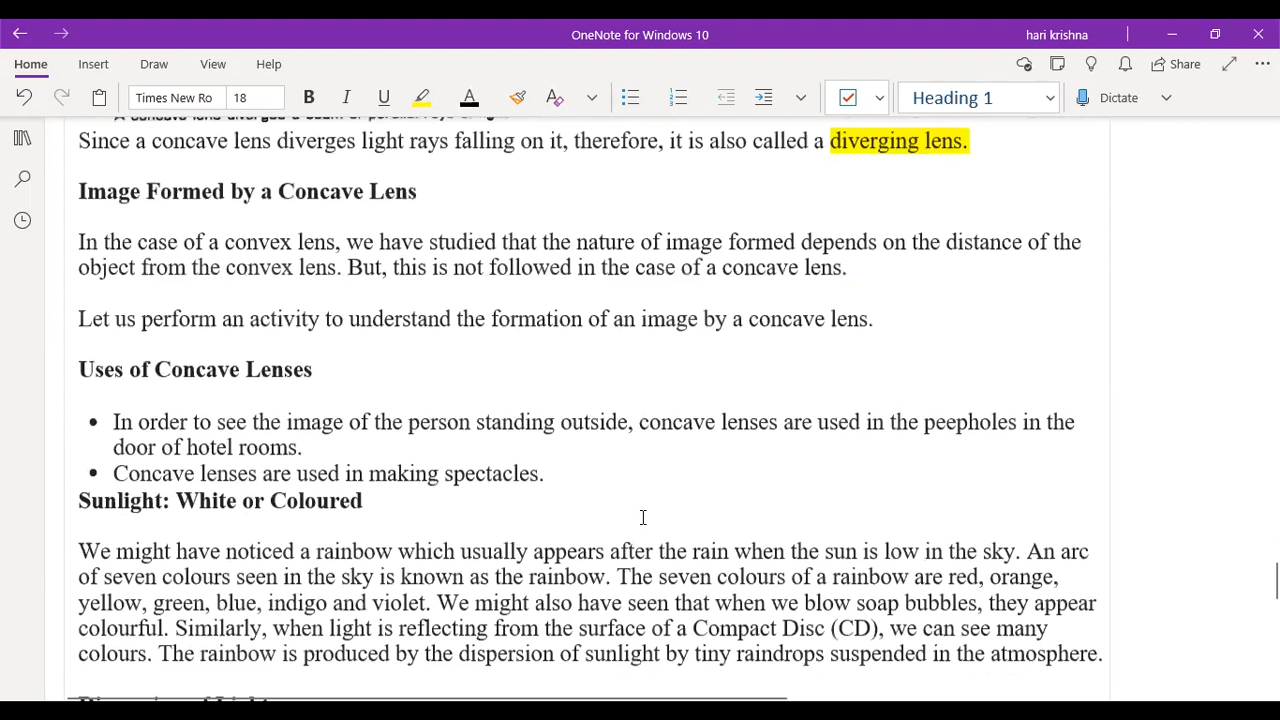 OneNote for Windows 10
hari krishna
Home Insert Draw View Help
Share
Times New Ro 18 B I U A Heading 1 Dictate
A concave lens diverges a beam of parallel rays of
Since a concave lens diverges light rays falling on it, therefore, it is also called a diverging lens.
Image Formed by a Concave Lens
In the case of a convex lens, we have studied that the nature of image formed depends on the distance of the
object from the convex lens. But, this is not followed in the case of a concave lens.
Let us perform an activity to understand the formation of an image by a concave lens.
Uses of Concave Lenses
• In order to see the image of the person standing outside, concave lenses are used in the peepholes in the
door of hotel rooms.
• Concave lenses are used in making spectacles.
Sunlight: White or Coloured
We might have noticed a rainbow which usually appears after the rain when the sun is low in the sky. An arc
of seven colours seen in the sky is known as the rainbow. The seven colours of a rainbow are red, orange,
yellow, green, blue, indigo and violet. We might also have seen that when we blow soap bubbles, they appear
colourful. Similarly, when light is reflecting from the surface of a Compact Disc (CD), we can see many
colours. The rainbow is produced by the dispersion of sunlight by tiny raindrops suspended in the atmosphere.